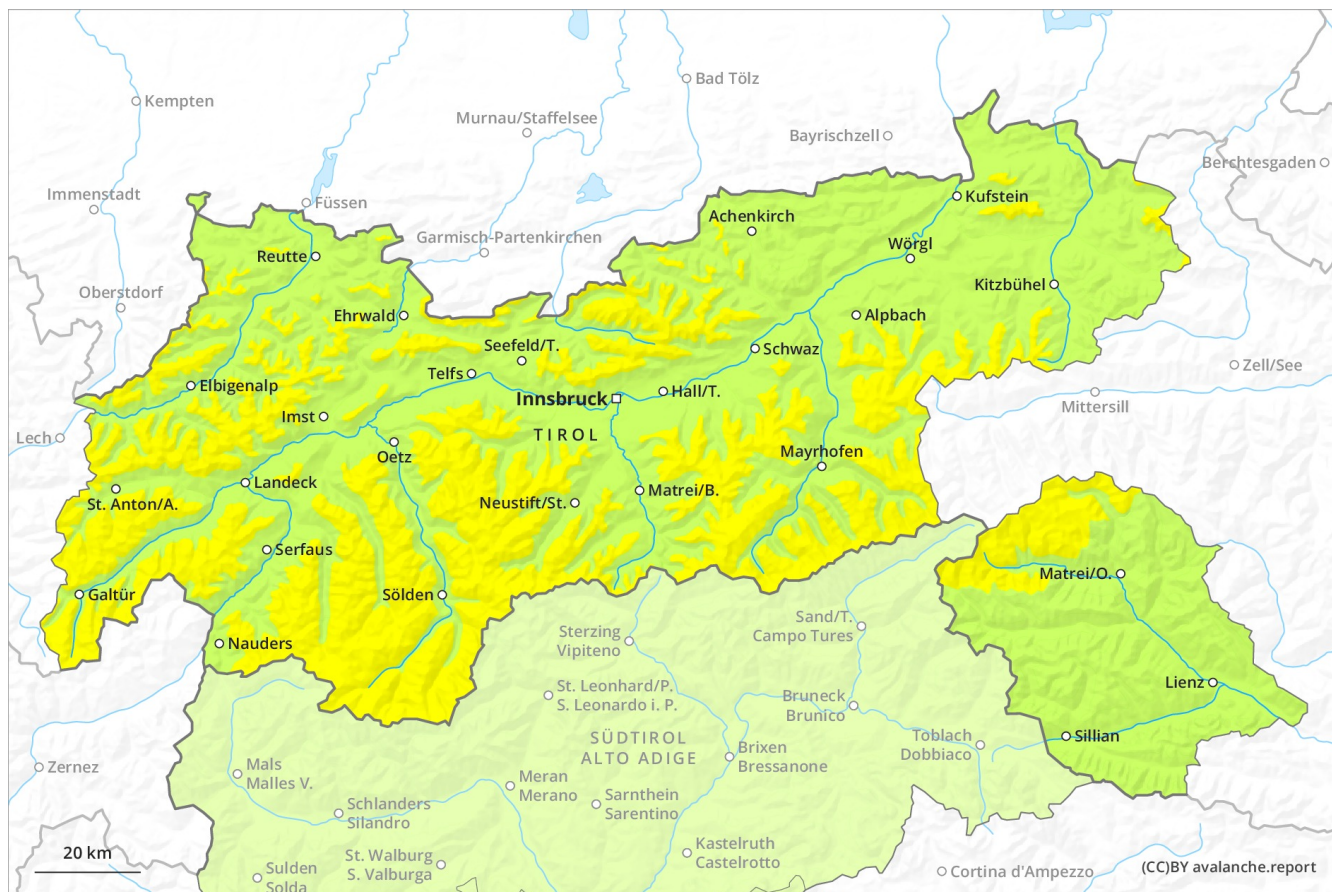 Bad Tölz
Kempten
Murnau/Staffelsee
Bayrischzell
Berchtesgaden
Immenstadt
Füssen
Kufstein
Achenkirch
Garmisch-Partenkirchen
Wörgl
Reutte
Kitzbühel
Oberstdorf
Ehrwald
Alpbach
Seefeld/T.
Schwaz
Zell/See
Telfs
Elbigenalp
Hall/T.
Innsbruck
Mittersill
Imst
TIROL
Lech
Oetz
Mayrhofen
Landeck
Matrei/B.
St. Anton/A.
Neustift/St.
Serfaus
Matrei/O.
Galtür
Sölden
Sand/T.
Campo Tures
Sterzing
Vipiteno
Nauders
Lienz
St. Leonhard/P.
S. Leonardo i. P.
Bruneck
Brunico
SÜDTIROL
ALTO ADIGE
Toblach
Dobbiaco
Sillian
Brixen
Bressanone
Zernez
Mals
Malles V.
Meran
Merano
Sarnthein
Sarentino
Schlanders
Silandro
Kastelruth
Castelrotto
20 km
St. Walburg
S. Valburga
Sulden
Solda
Cortina d'Ampezzo
(CC)BY avalanche.report